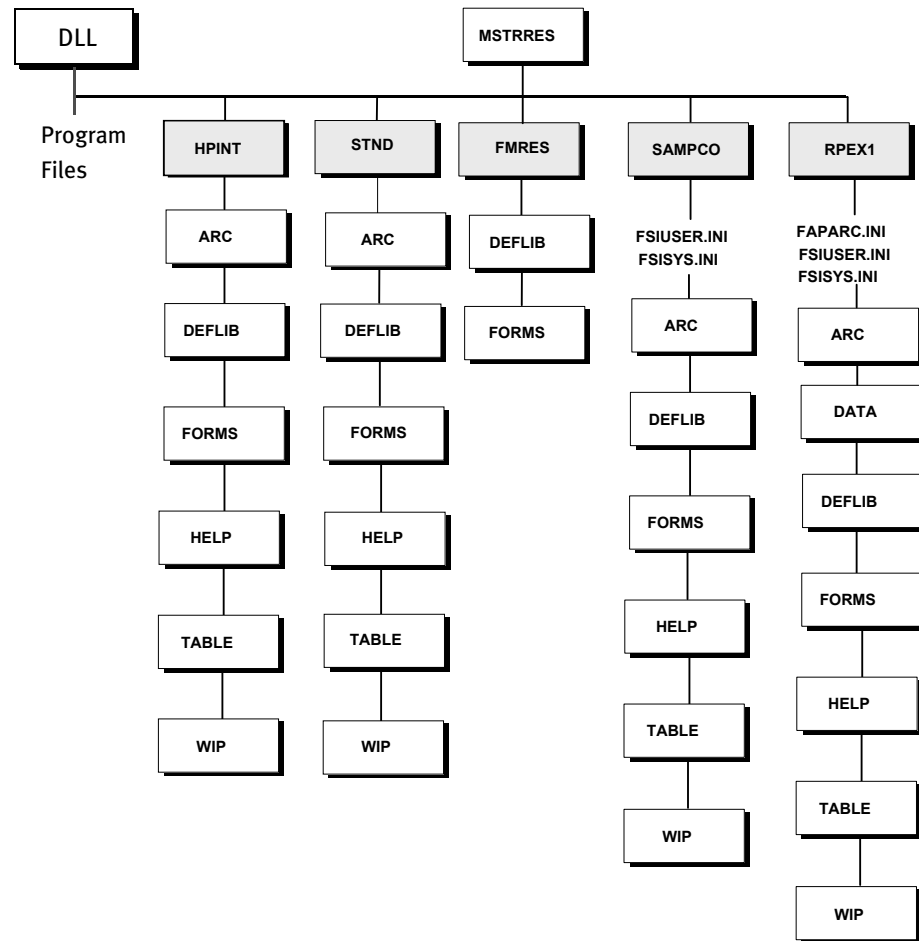 DLL
MSTRRES
Program
Files
HPINT
ARC
DEFLIB
FORMS
HELP
TABLE
WIP
STND
ARC
DEFLIB
FORMS
HELP
TABLE
WIP
FMRES
DEFLIB
FORMS
SAMPCO
FSIUSER.INI
FSISYS.INI
ARC
DEFLIB
FORMS
HELP
TABLE
WIP
RPEX1
FAPARC.INI
FSIUSER.INI
FSISYS.INI
ARC
DATA
DEFLIB
FORMS
HELP
TABLE
WIP